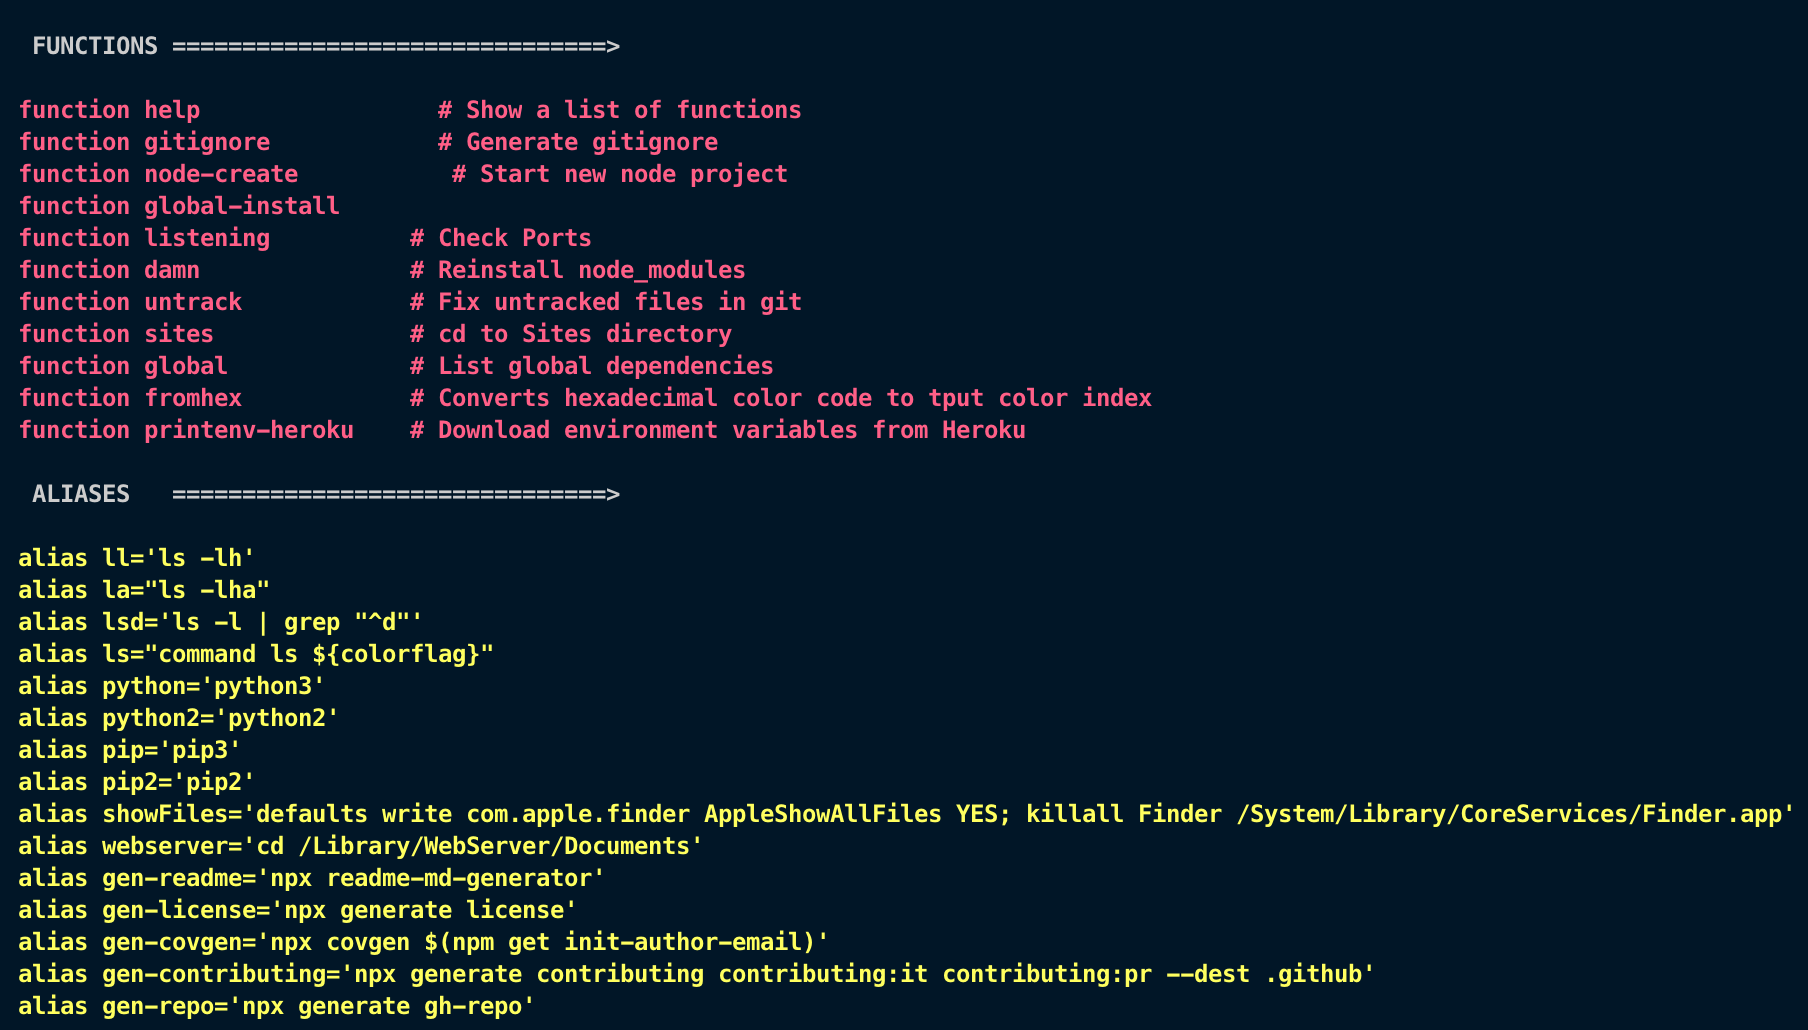 FUNCTIONS ===============================>
function help                 # Show a list of functions
function gitignore            # Generate gitignore
function node-create           # Start new node project
function global-install
function listening          # Check Ports
function damn               # Reinstall node_modules
function untrack            # Fix untracked files in git
function sites              # cd to Sites directory
function global             # List global dependencies
function fromhex            # Converts hexadecimal color code to tput color index
function printenv-heroku    # Download environment variables from Heroku
ALIASES   ===============================>
alias ll='ls -lh'
alias la="ls -lha"
alias lsd='ls -l | grep "^d"'
alias ls="command ls ${colorflag}"
alias python='python3'
alias python2='python2'
alias pip='pip3'
alias pip2='pip2'
alias showFiles='defaults write com.apple.finder AppleShowAllFiles YES; killall Finder /System/Library/CoreServices/Finder.app'
alias webserver='cd /Library/WebServer/Documents'
alias gen-readme='npx readme-md-generator'
alias gen-license='npx generate license'
alias gen-covgen='npx covgen $(npm get init-author-email)'
alias gen-contributing='npx generate contributing contributing:it contributing:pr --dest .github'
alias gen-repo='npx generate gh-repo'